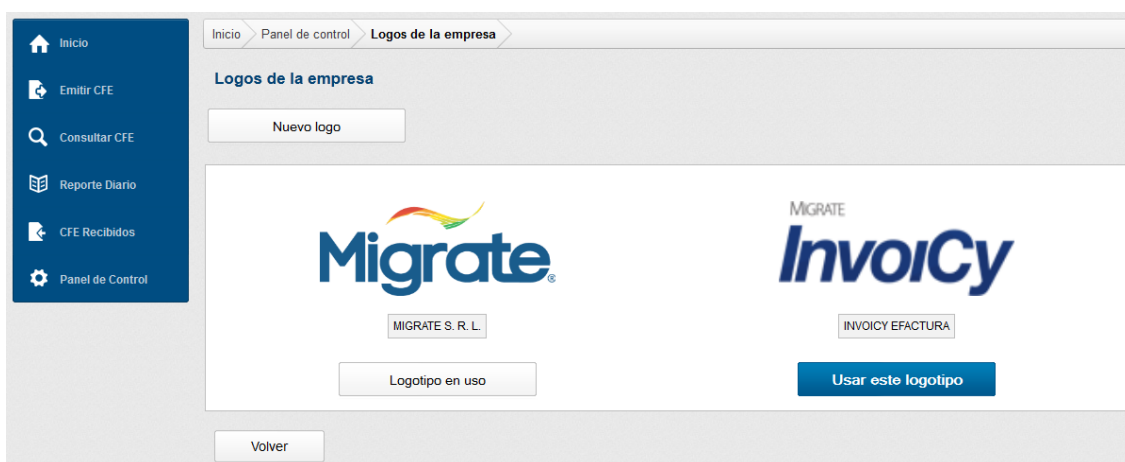 Inicio
Emitir CFE
Consultar CFE
Reporte Diario
CFE Recibidos
Panel de Control
Inicio Panel de control Logos de la empresa
Logos de la empresa
Nuevo logo
Migrate®
MIGRATE S. R. L.
Logotipo en uso
MIGRATE
InvoiCy
INVOICY EFACTURA
Usar este logotipo
Volver